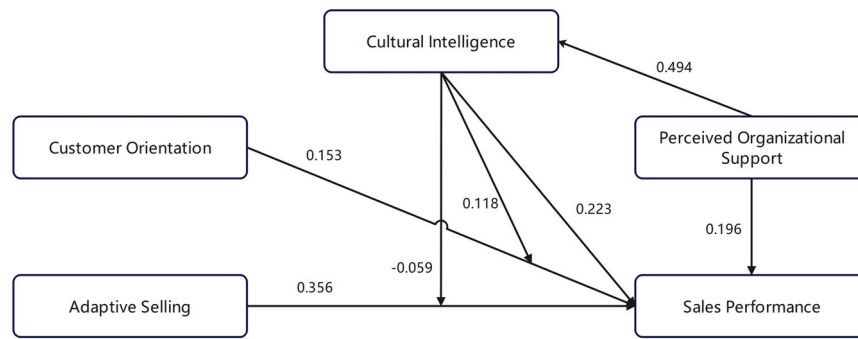 Cultural Intelligence
0.494
Customer Orientation
Perceived Organizational
Support
0.153
0.118
0.223
0.196
-0.059
0.356
Adaptive Selling
Sales Performance